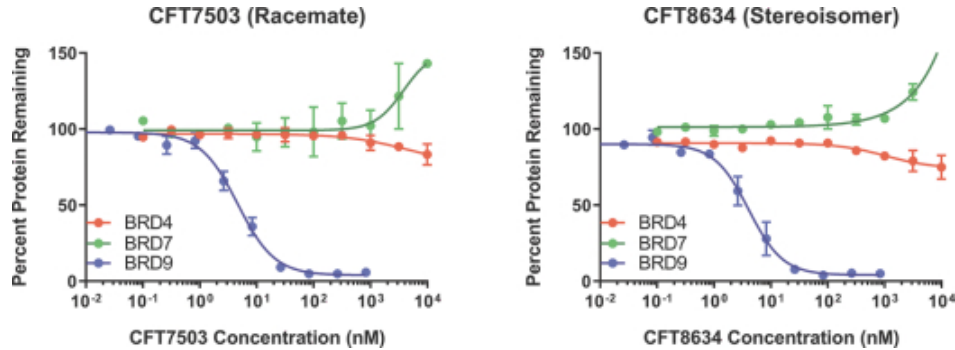 CFT7503 (Racemate)
Percent Protein Remaining
150
100
50
0
BRD4
BRD7
BRD9
10-2 10-1 100 101 102 103 104
CFT7503 Concentration (nM)
CFT8634 (Stereoisomer)
Percent Protein Remaining
150
100
50
0
BRD4
BRD7
BRD9
10-2 10-1 100 101 102 103 104
CFT8634 Concentration (nM)